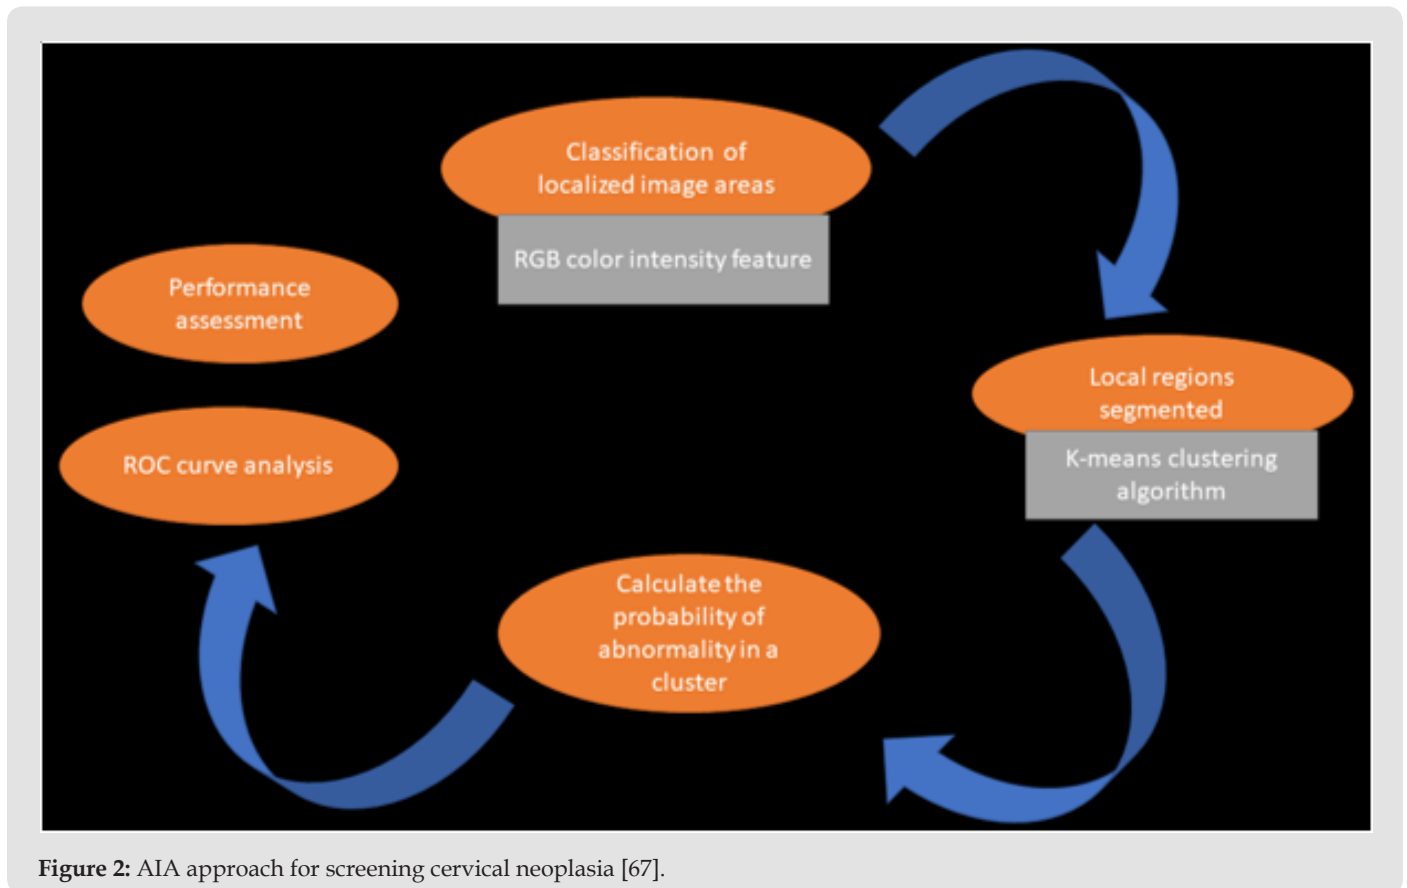 Classification of
localized image areas
RGB color intensity feature
Performance
assessment
Local regions
segmented
K-means clustering
algorithm
ROC curve analysis
Calculate the
probability of
abnormality in a
cluster
Figure 2: AIA approach for screening cervical neoplasia [67].